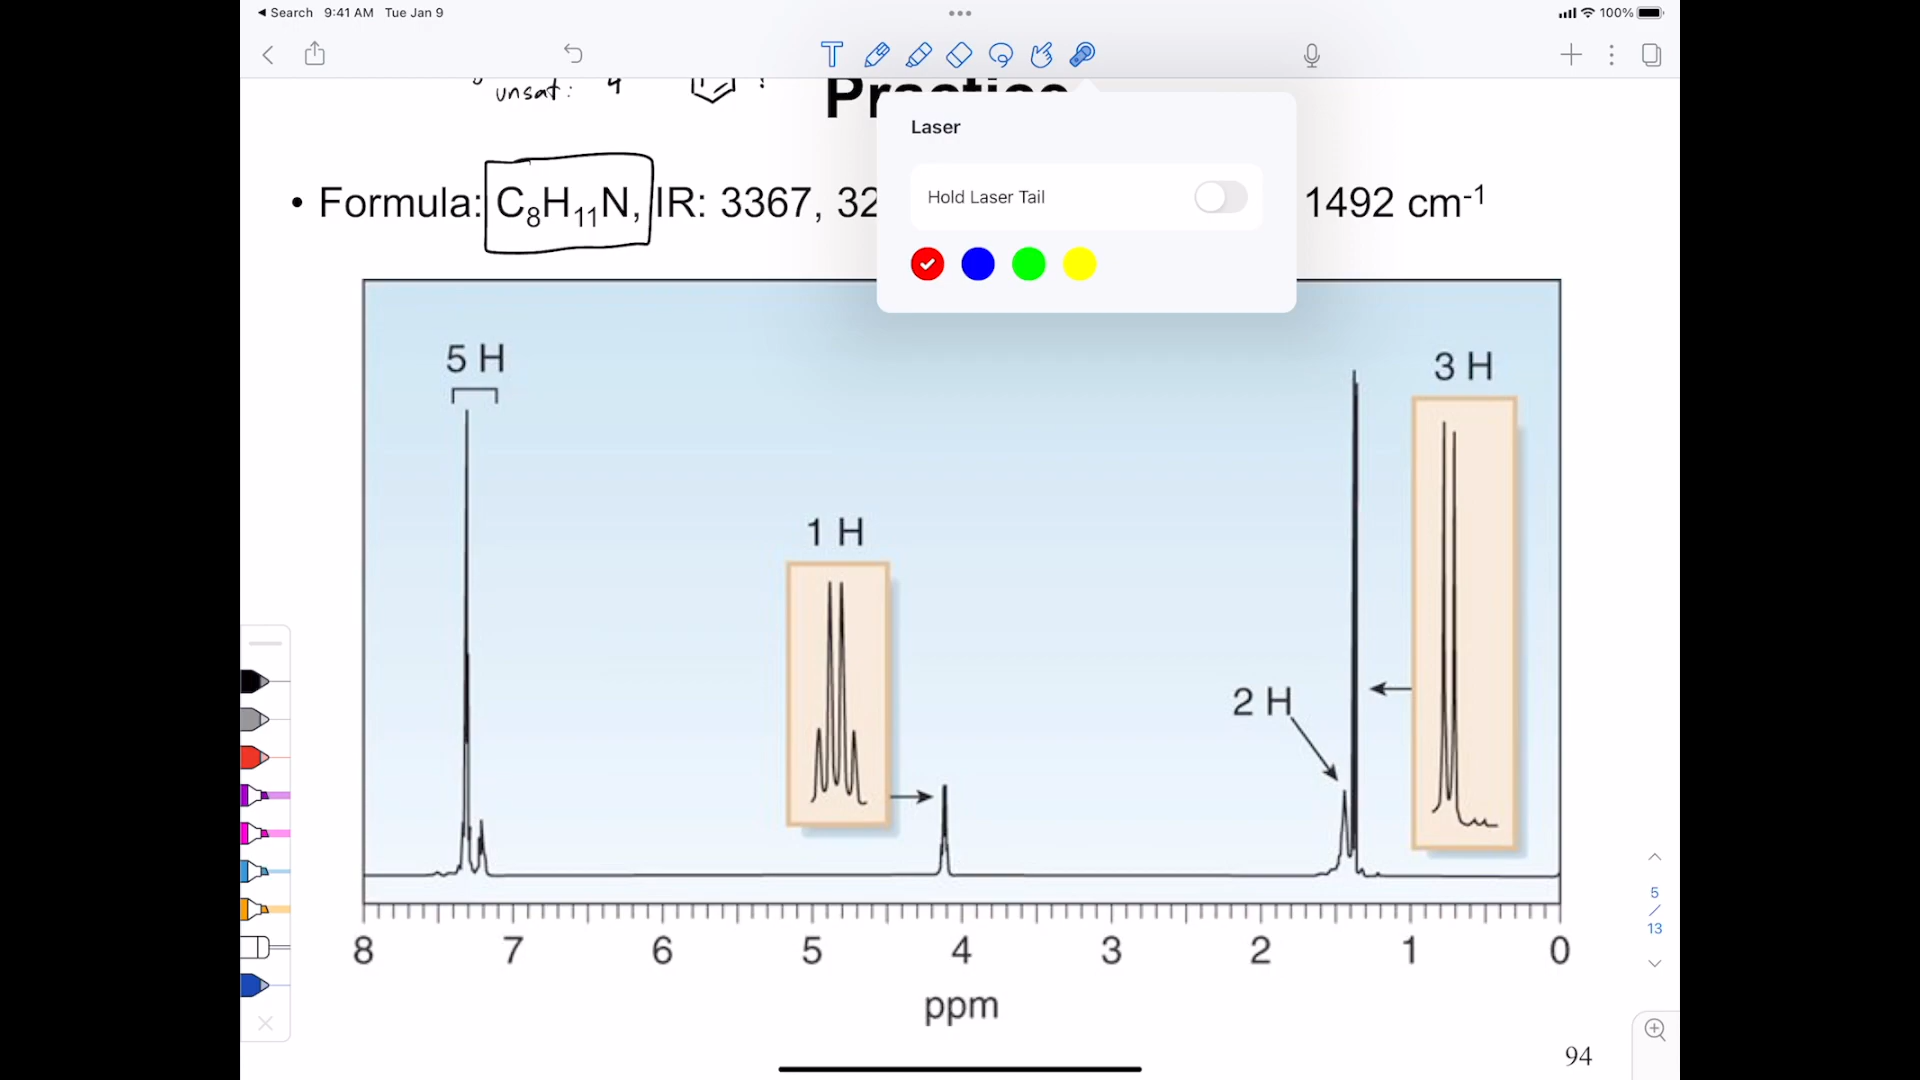 Search 9:41 AM Tue Jan 9
100%
unsat: 4 ?
Laser
Hold Laser Tail
• Formula: C₈H₁₁N, IR: 3367, 32
1492 cm⁻¹
5 H
3 H
1 H
2 H
8 7 6 5 4 3 2 1 0
ppm
5
/
13
94